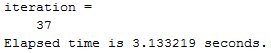 iteration =
37
Elapsed time is 3.133219 seconds.